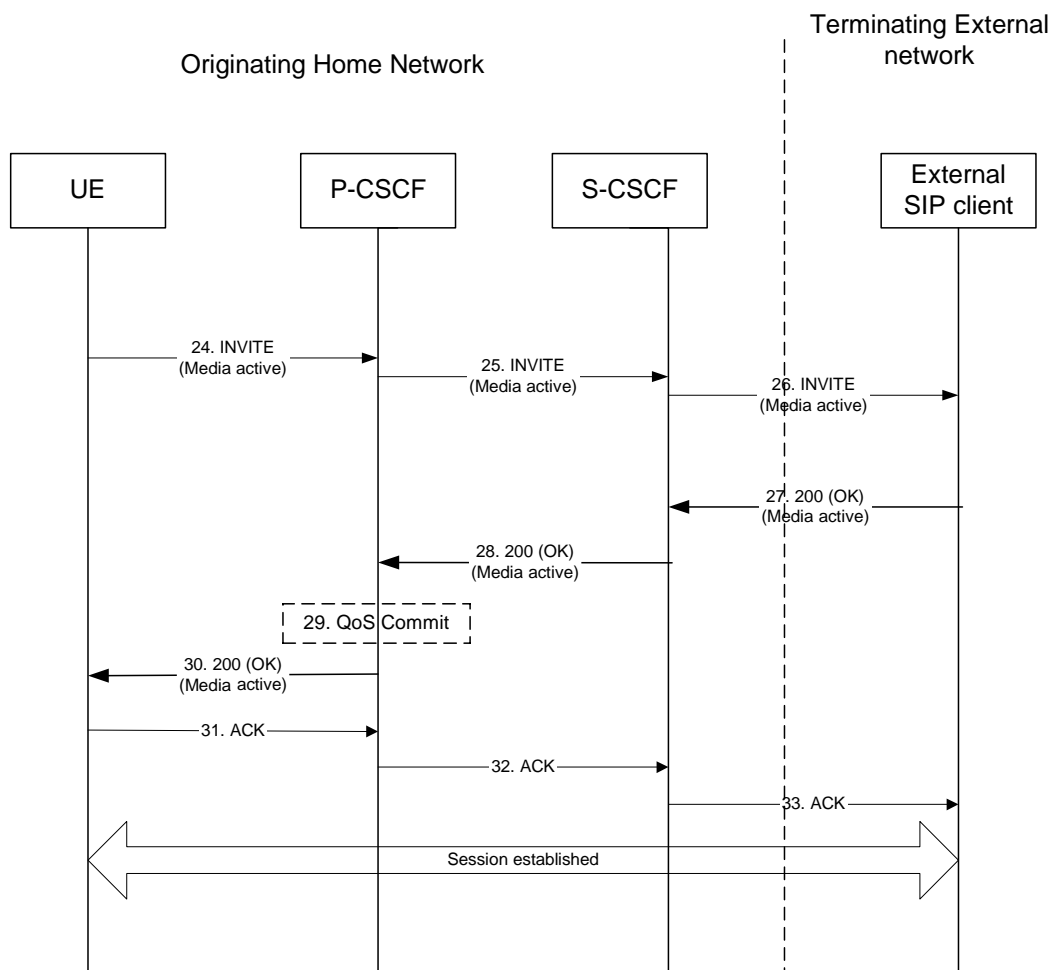 Terminating External
network
Originating Home Network
UE
P-CSCF
S-CSCF
External
SIP client
24. INVITE
(Media active)
25. INVITE
(Media active)
26. INVITE
(Media active)
27. 200 (OK)
(Media active)
28. 200 (OK)
(Media active)
29. QoS Commit
30. 200 (OK)
(Media active)
31. ACK
32. ACK
33. ACK
Session established